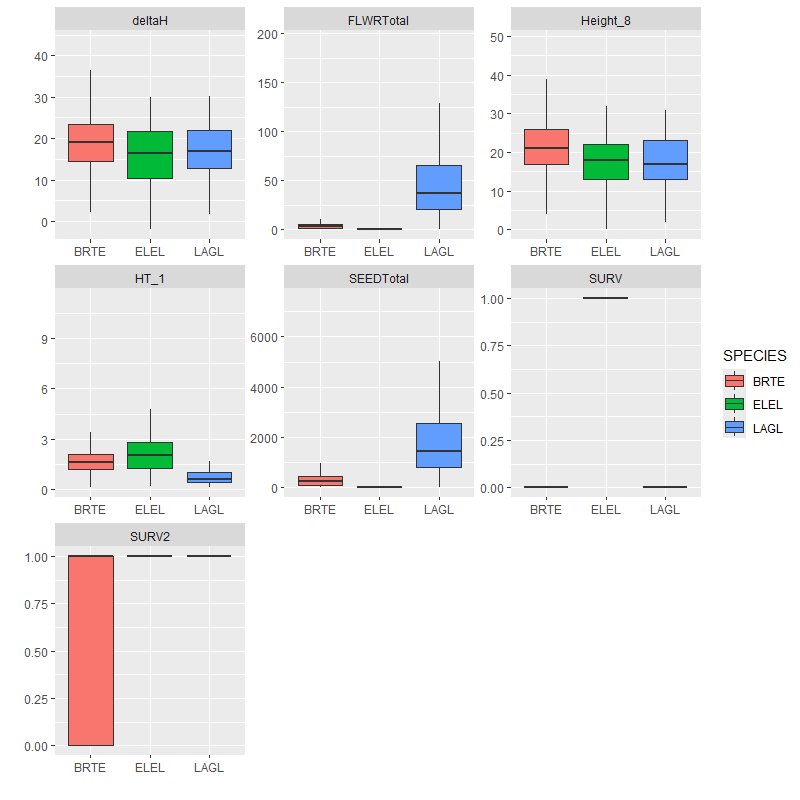 deltaH FLWRTotal Height_8
40 200 50
30 150 40
20 100 30
10 50 20
0 0 10
0
BRTE ELEL LAGL BRTE ELEL LAGL BRTE ELEL LAGL
HT_1 SEEDTotal SURV
9 6000 1.00
6 4000 0.75
3 2000 0.50
0 0 0.25
0.00
BRTE ELEL LAGL BRTE ELEL LAGL BRTE ELEL LAGL
SPECIES
BRTE
ELEL
LAGL
SURV2
1.00
0.75
0.50
0.25
0.00
BRTE ELEL LAGL